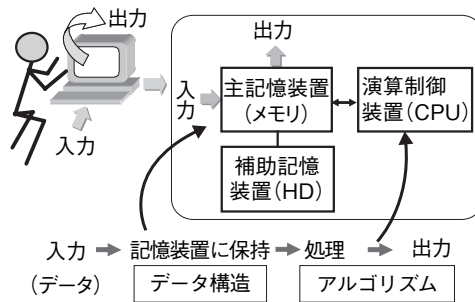 出力
入力
出力
入力
主記憶装置
(メモリ)
演算制御
装置(CPU)
補助記憶
装置(HD)
入力
(データ)
記憶装置に保持
処理
出力
データ構造
アルゴリズム